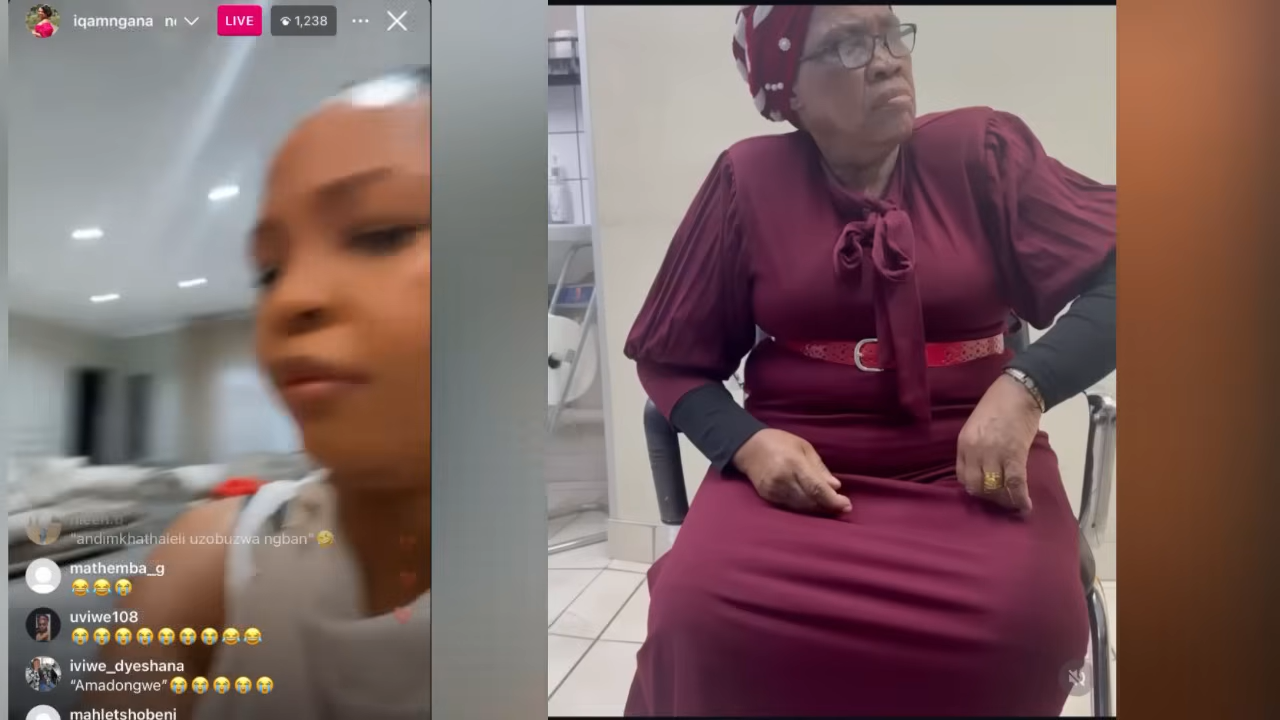 iqamngana
LIVE
1,238
"andimkhathaleli uzobuzwa ngban"🤣
mathemba_g
😂😂😭
uviwe108
😭😭😭😭😭😭😭😂😂
iviwe_dyeshana
“Amadongwe”😭😭😭😭😭
mahletshobeni